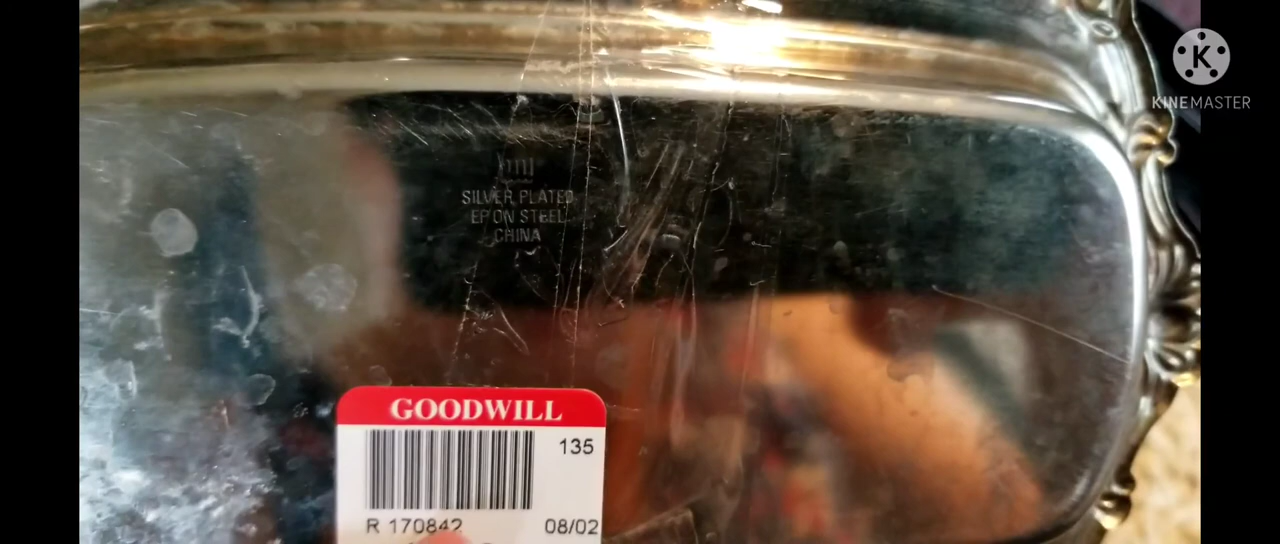 KINEMASTER
SILVER PLATED
EP ON STEEL
CHINA
GOODWILL
135
R 170842 08/02